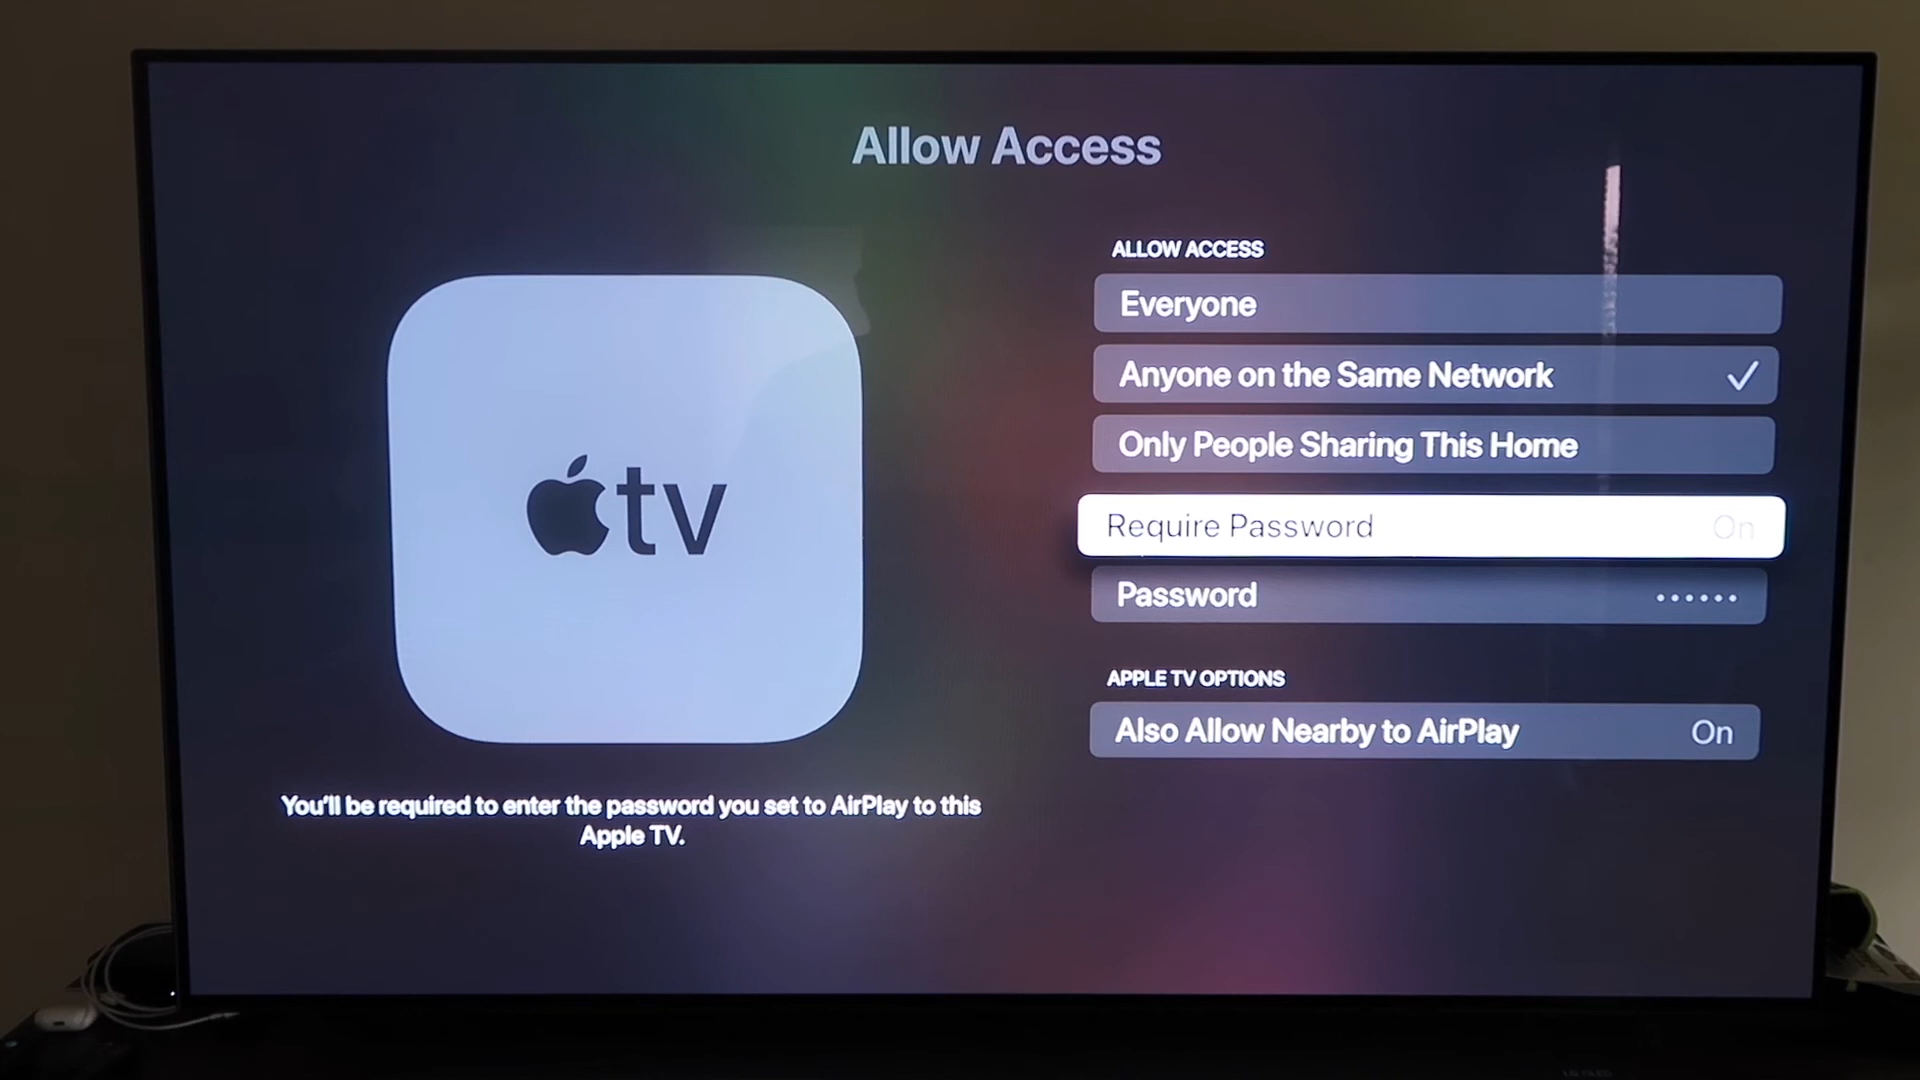 Allow Access
ALLOW ACCESS
Everyone
Anyone on the Same Network
Only People Sharing This Home
Require Password On
Password ••••••
APPLE TV OPTIONS
Also Allow Nearby to AirPlay On
tv
You'll be required to enter the password you set to AirPlay to this
Apple TV.